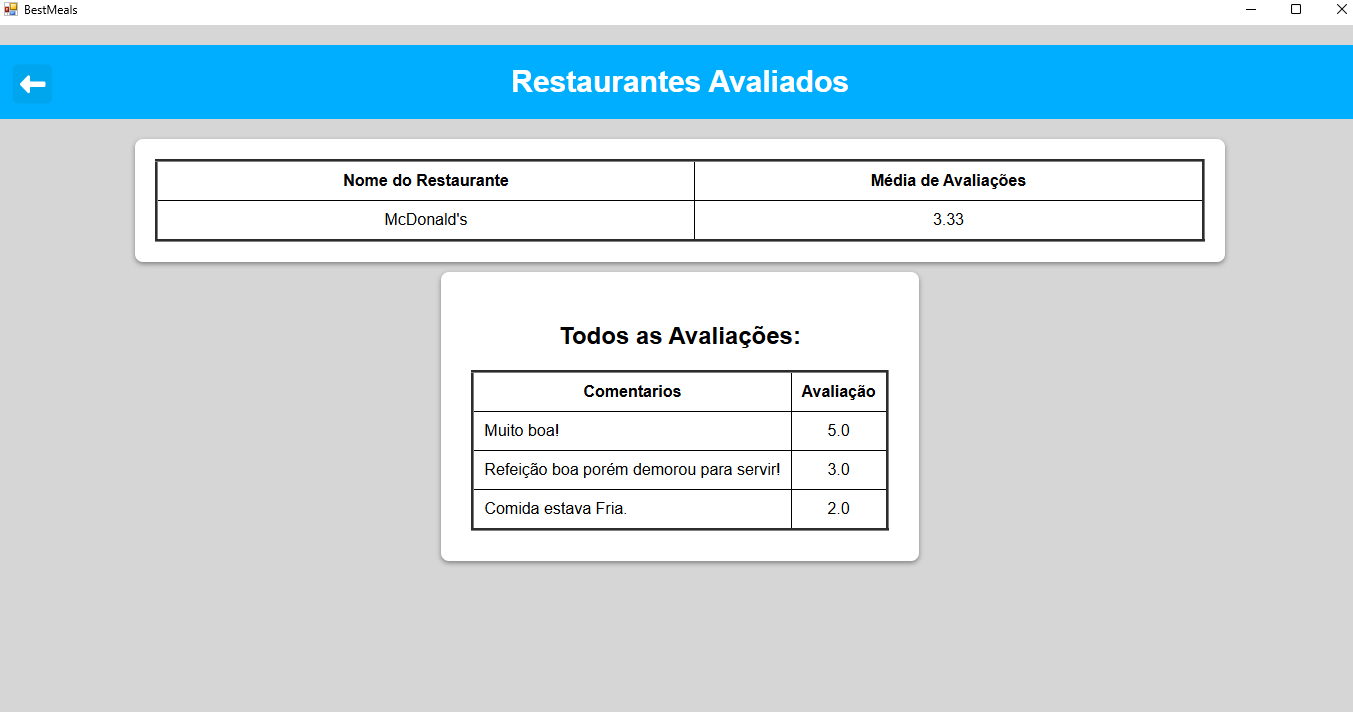 BestMeals
Restaurantes Avaliados
Nome do Restaurante Média de Avaliações
McDonald's 3.33
Todos as Avaliações:
Comentarios Avaliação
Muito boa! 5.0
Refeição boa porém demorou para servir! 3.0
Comida estava Fria. 2.0